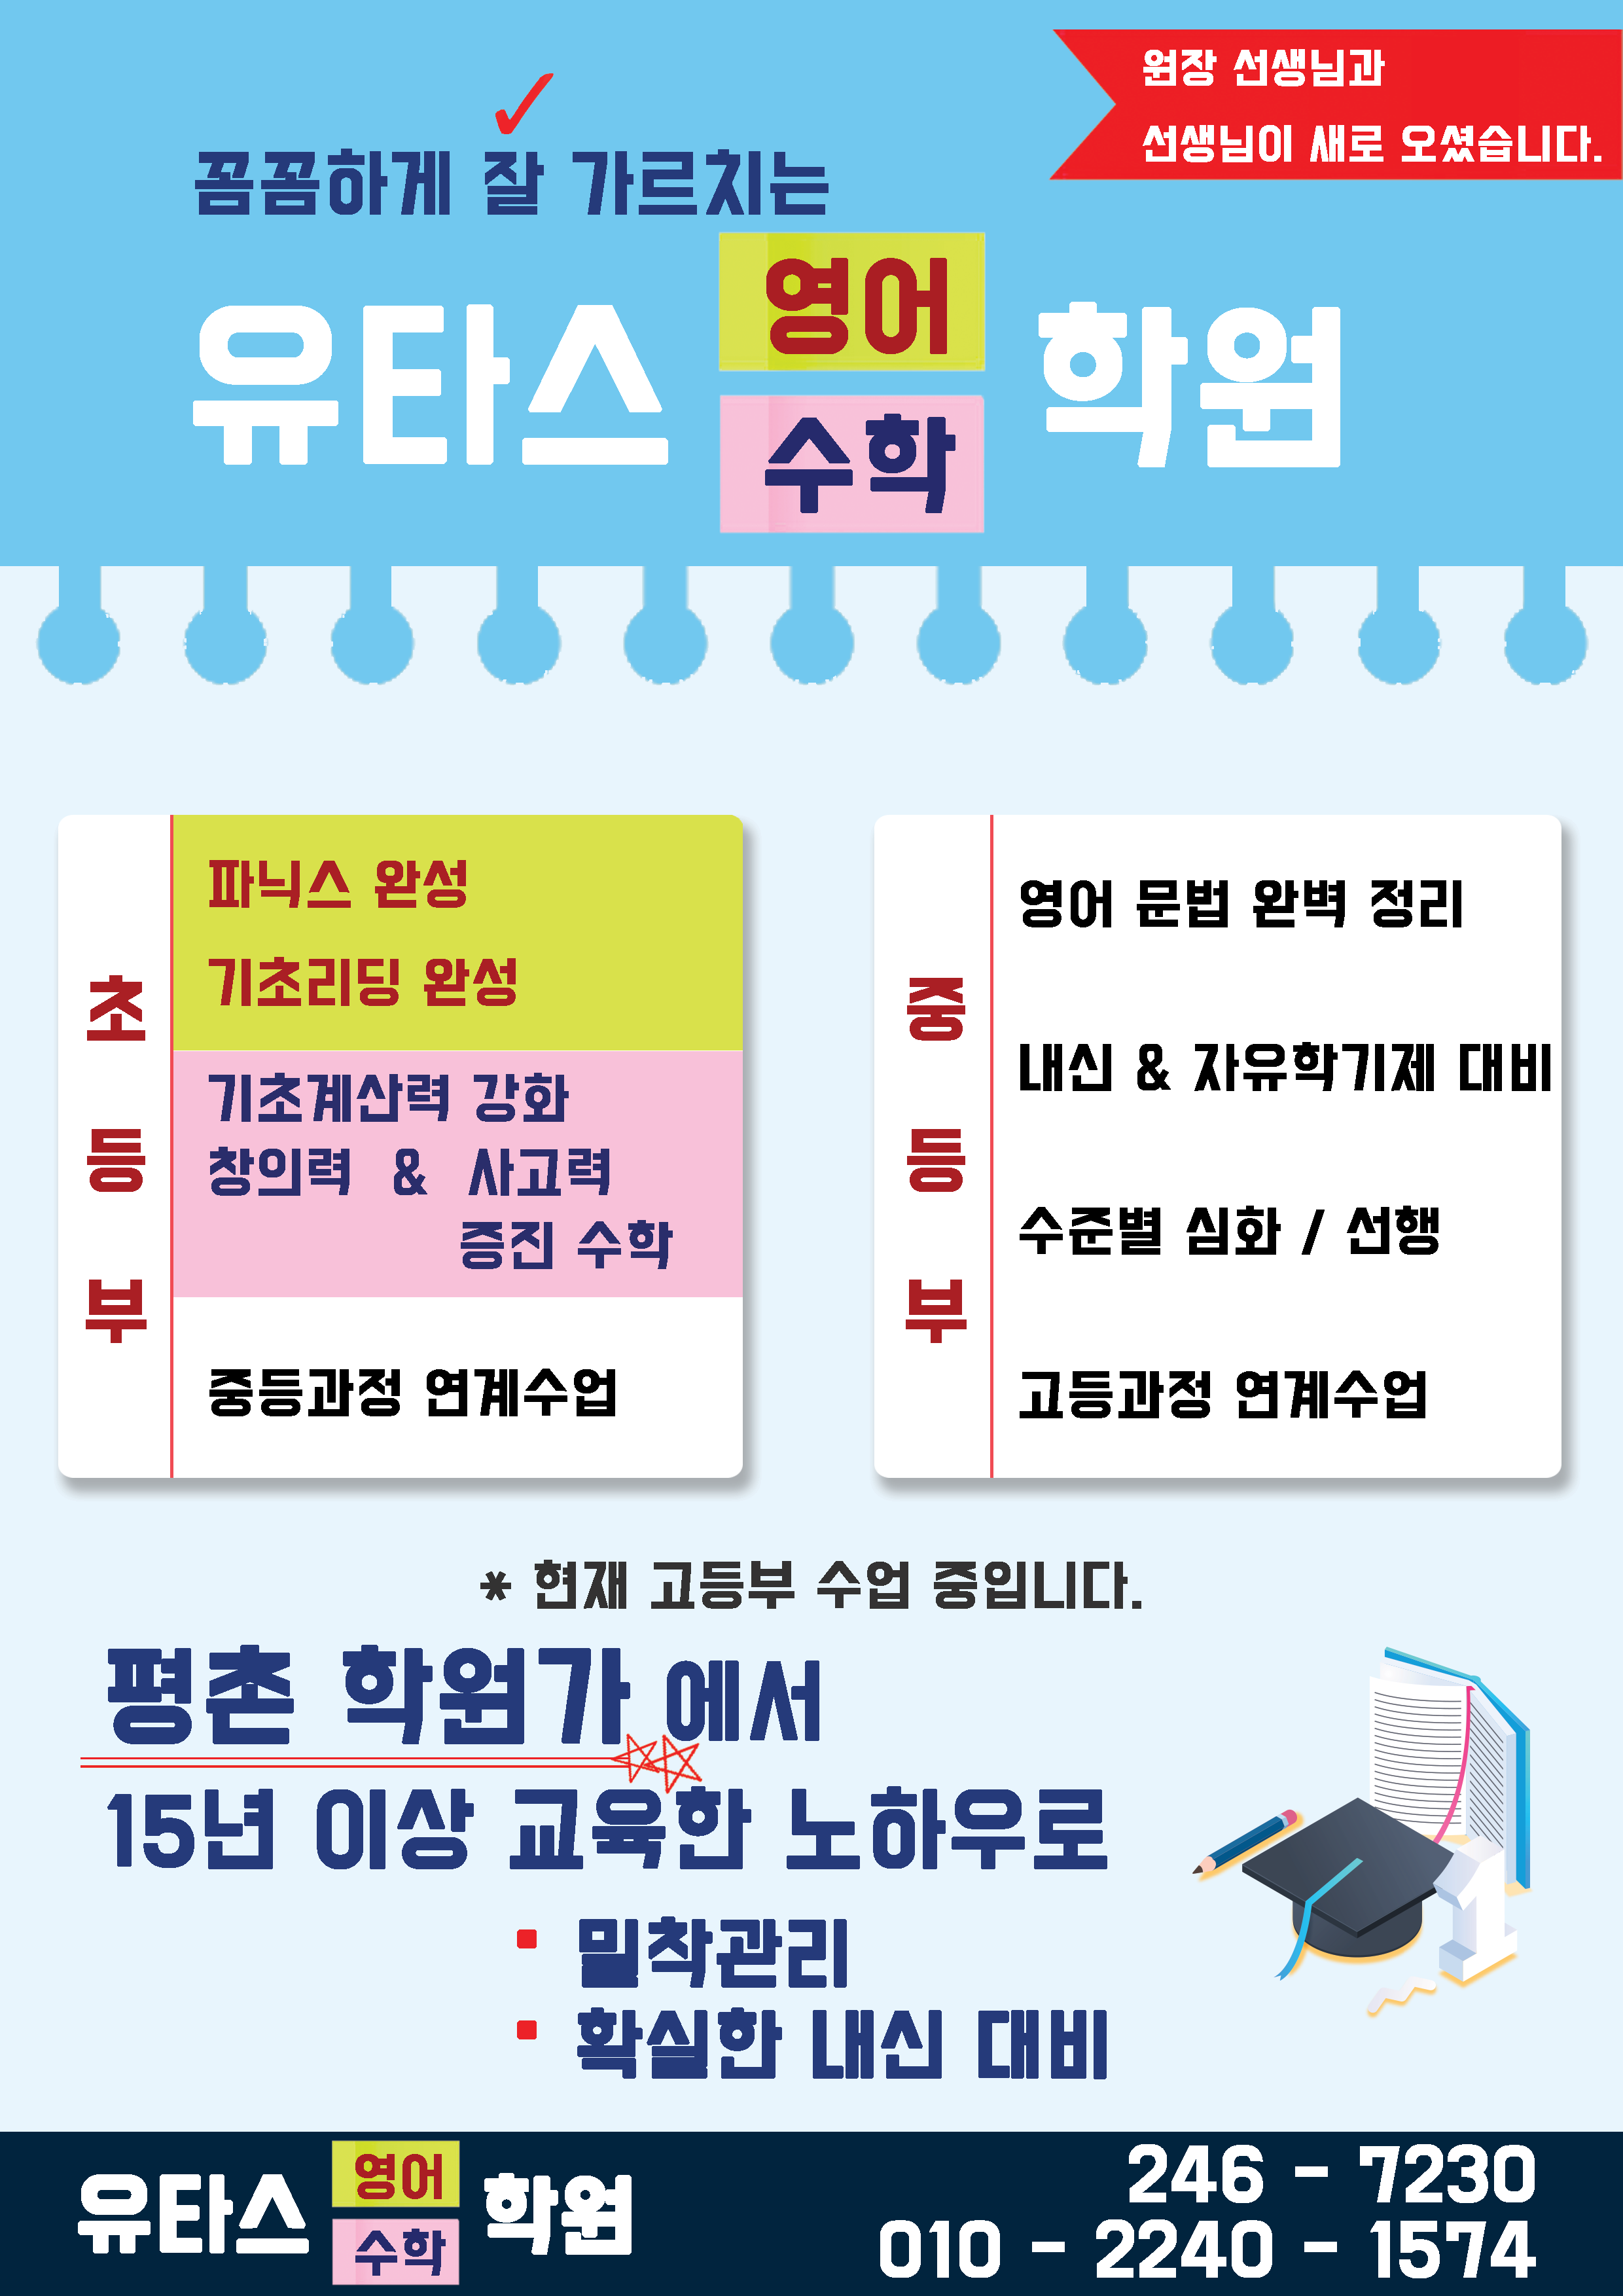 원장 선생님과
선생님이 새로 오셨습니다.
꼼꼼하게 잘 가르치는
유타스 영어 수학 학원
초등부
파닉스 완성
기초리딩 완성
기초계산력 강화
창의력 & 사고력
증진 수학
중등과정 연계수업
중등부
영어 문법 완벽 정리
내신 & 자유학기제 대비
수준별 심화 / 선행
고등과정 연계수업
* 현재 고등부 수업 중입니다.
평촌 학원가 에서
15년 이상 교육한 노하우로
▪ 밀착관리
▪ 확실한 내신 대비
유타스 영어 수학 학원
246 - 7230
010 - 2240 - 1574
1